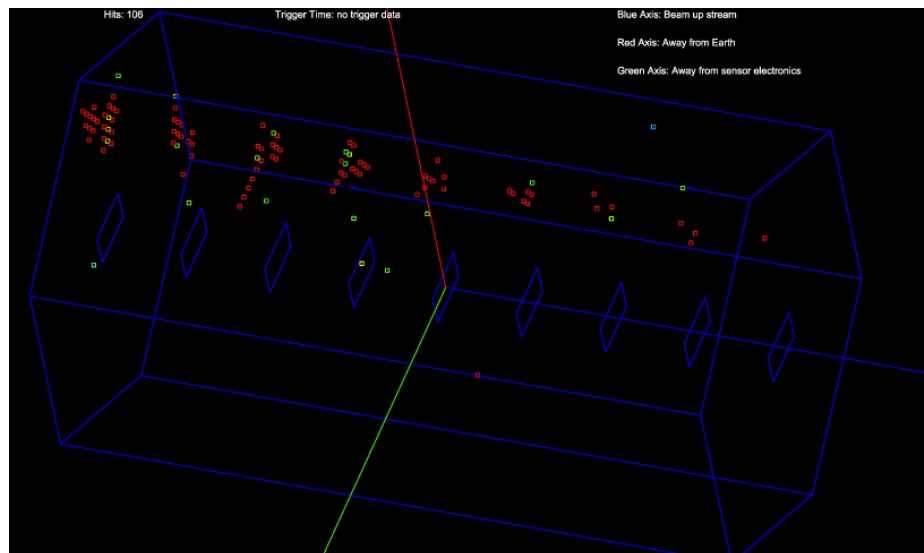 Hits: 106
Trigger Time: no trigger data
Blue Axis: Beam up stream
Red Axis: Away from Earth
Green Axis: Away from sensor electronics